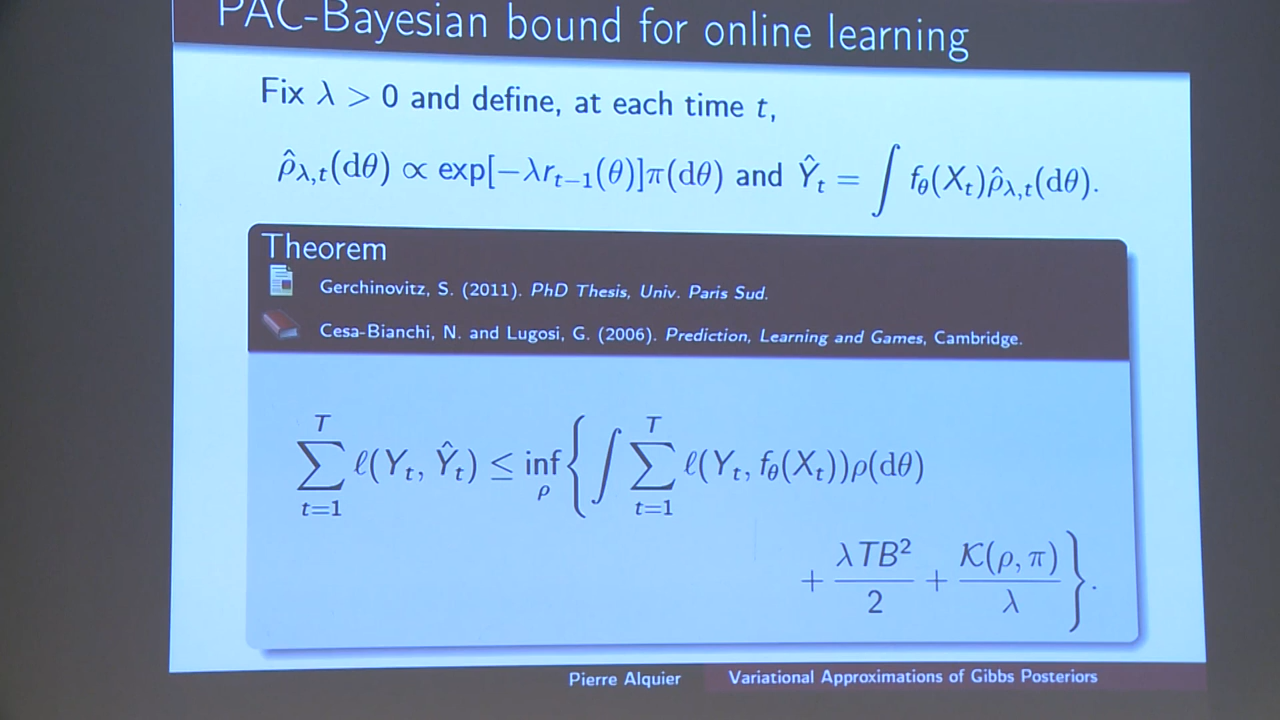 PAC-Bayesian bound for online learning
Fix λ > 0 and define, at each time t,
ρ̂_{λ,t}(dθ) ∝ exp[−λr_{t−1}(θ)]π(dθ) and Ŷ_t = ∫ f_θ(X_t)ρ̂_{λ,t}(dθ).
Theorem
Gerchinovitz, S. (2011). PhD Thesis, Univ. Paris Sud.
Cesa-Bianchi, N. and Lugosi, G. (2006). Prediction, Learning and Games, Cambridge.
∑_{t=1}^{T} ℓ(Y_t, Ŷ_t) ≤ inf_ρ { ∫ ∑_{t=1}^{T} ℓ(Y_t, f_θ(X_t))ρ(dθ)
+ λTB²/2 + 𝒦(ρ, π)/λ }.
Pierre Alquier Variational Approximations of Gibbs Posteriors